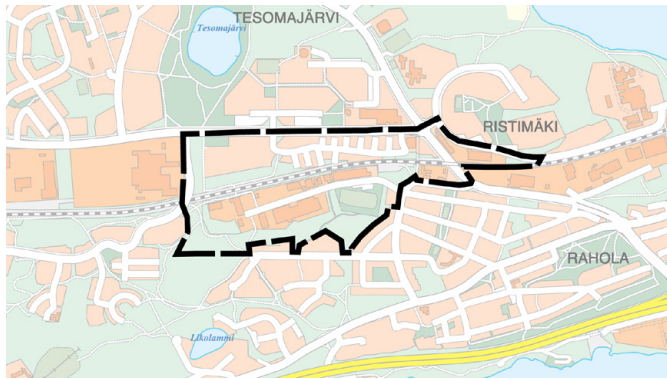 TESOMAJÄRVI
Tesomajärvi
RISTIMÄKI
RAHOLA
Likolammi